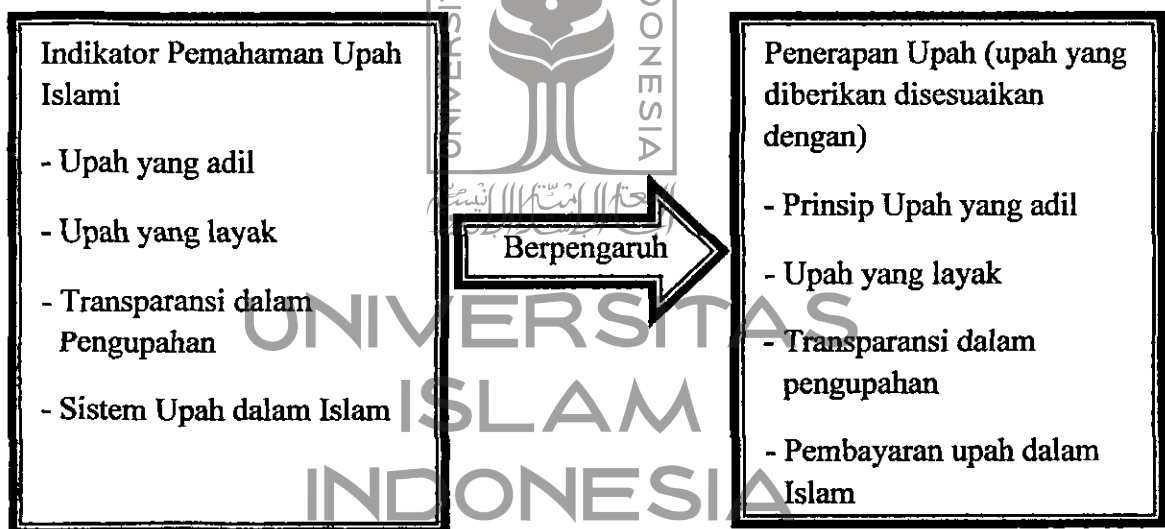 Indikator Pemahaman Upah
Islami
- Upah yang adil
- Upah yang layak
- Transparansi dalam
Pengupahan
- Sistem Upah dalam Islam
Berpengaruh
Penerapan Upah (upah yang
diberikan disesuaikan
dengan)
- Prinsip Upah yang adil
- Upah yang layak
- Transparansi dalam
pengupahan
- Pembayaran upah dalam
Islam
UNIVERSITAS
ISLAM
INDONESIA